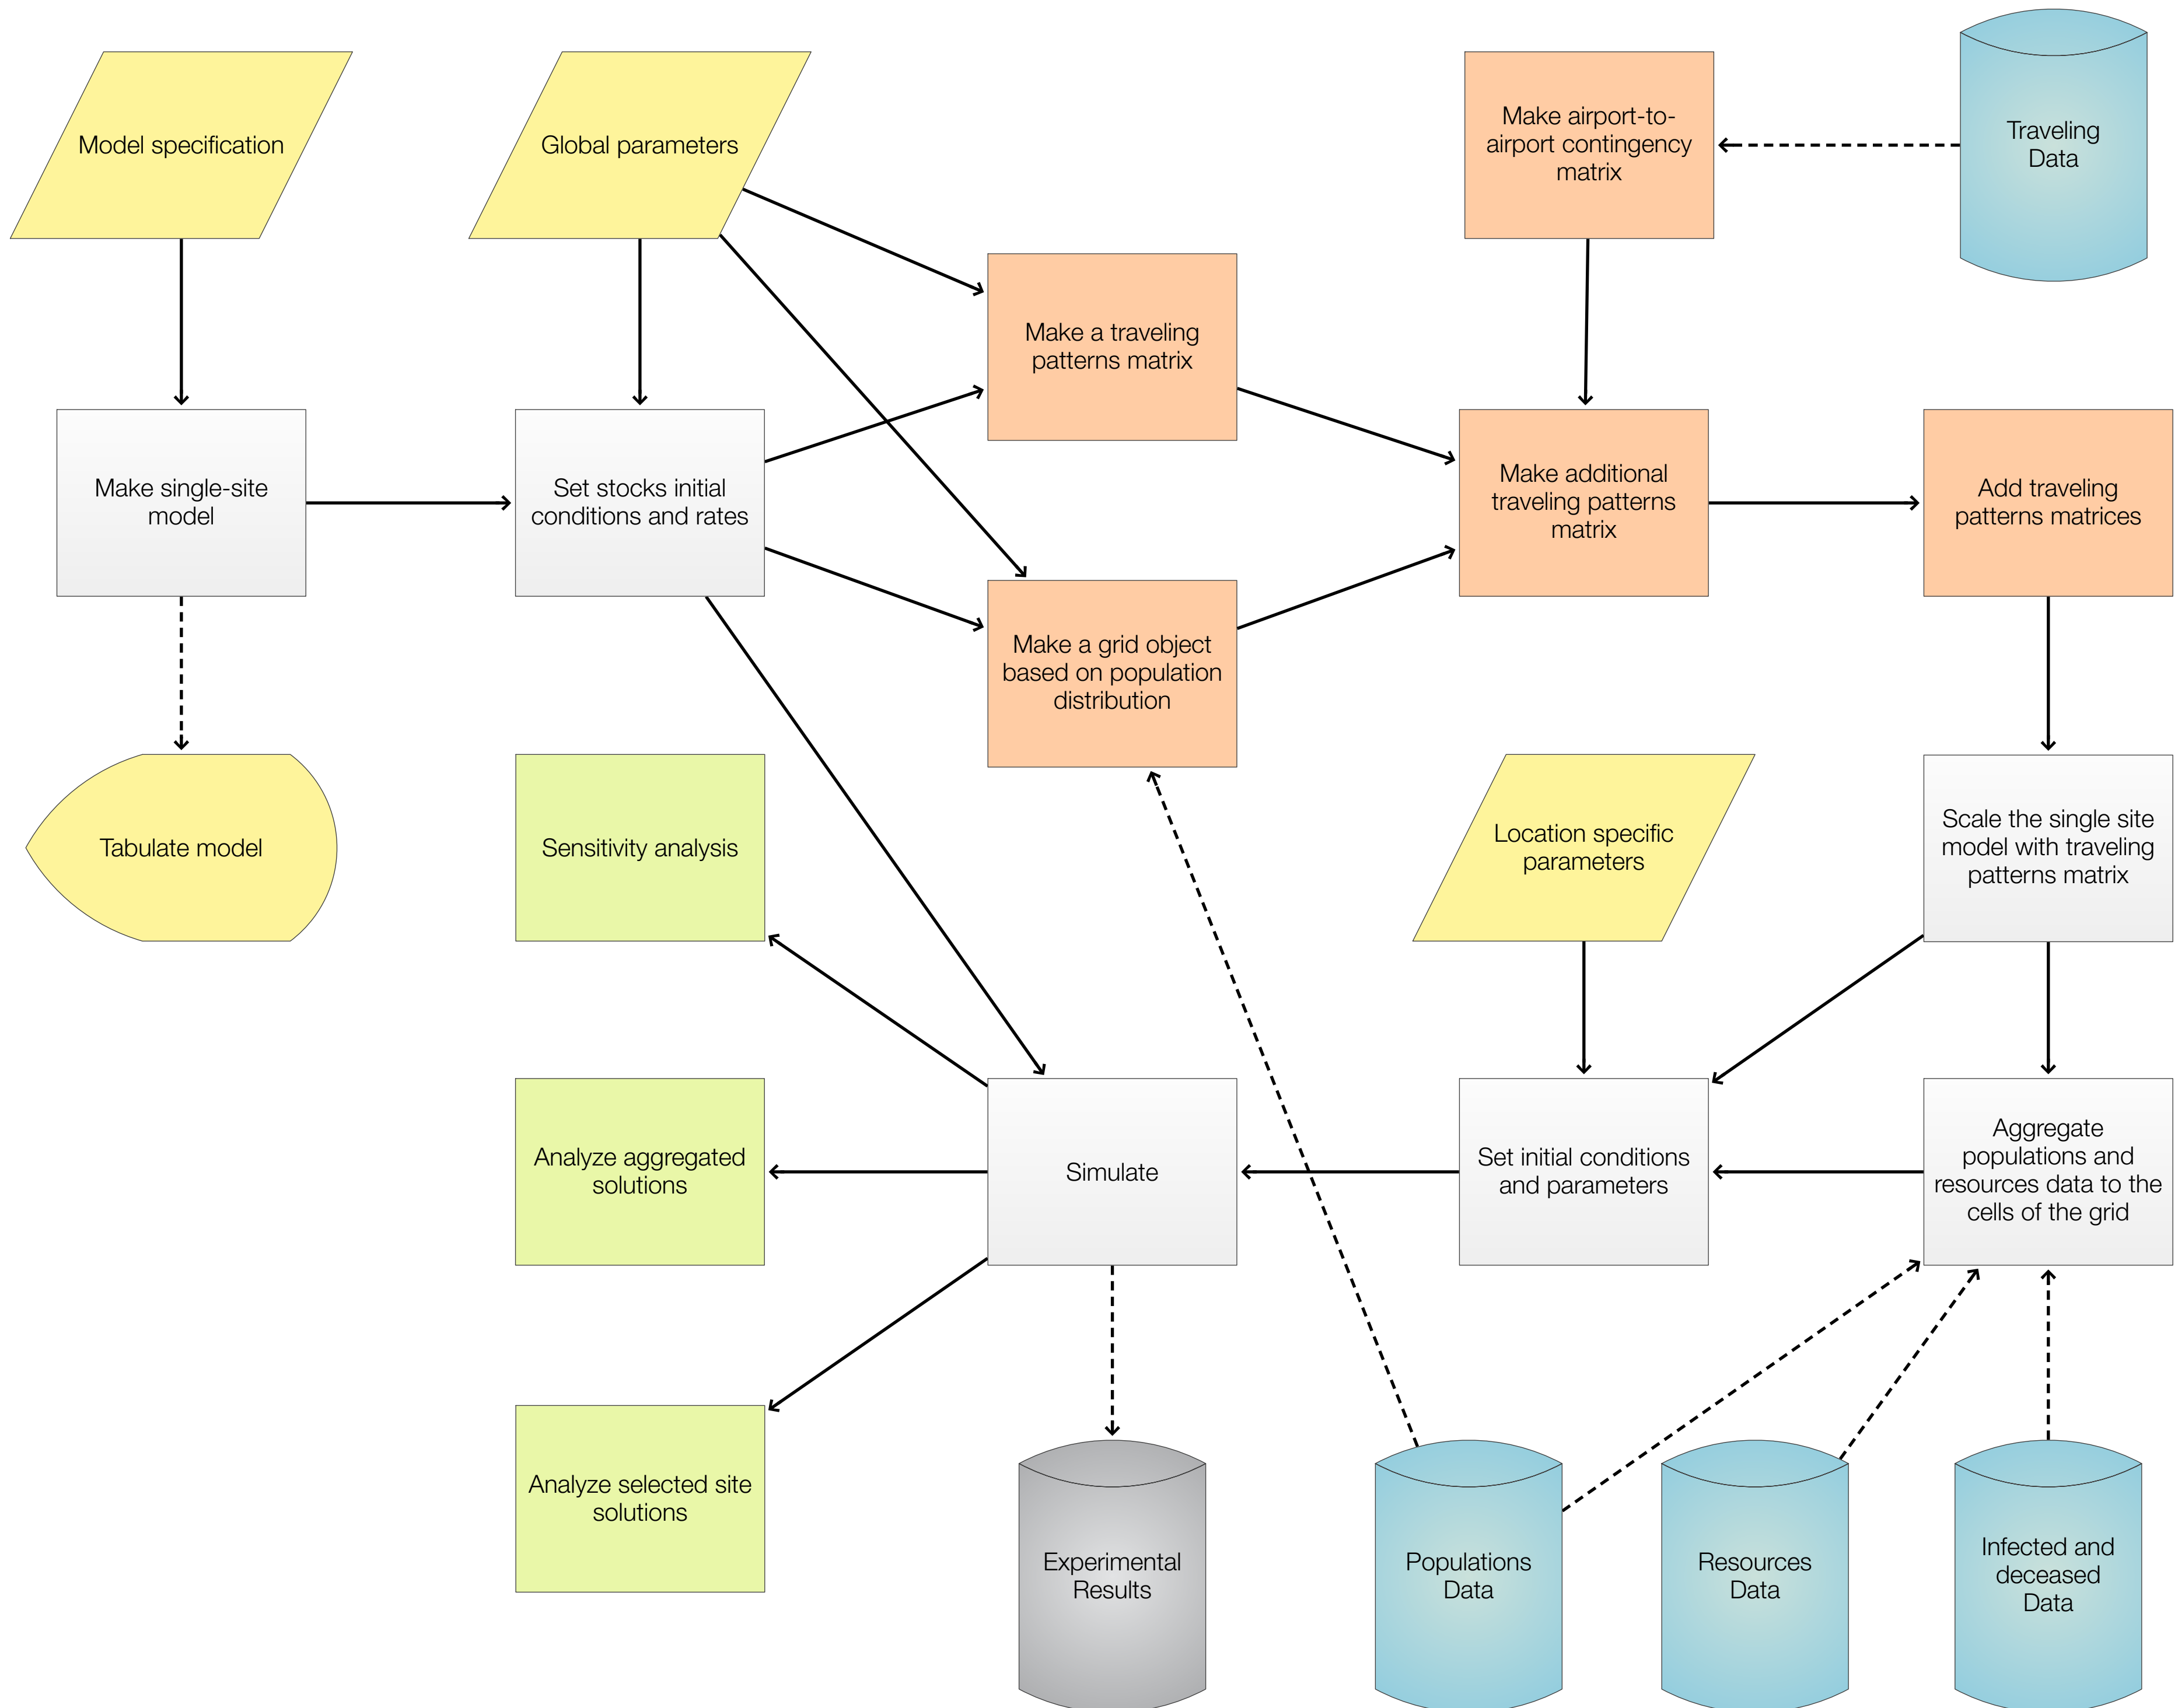 Model specification
Global parameters
Make airport-to-
airport contingency
matrix
Traveling
Data
Make a traveling
patterns matrix
Make single-site
model
Set stocks initial
conditions and rates
Make additional
traveling patterns
matrix
Add traveling
patterns matrices
Make a grid object
based on population
distribution
Tabulate model
Sensitivity analysis
Location specific
parameters
Scale the single site
model with traveling
patterns matrix
Analyze aggregated
solutions
Simulate
Set initial conditions
and parameters
Aggregate
populations and
resources data to the
cells of the grid
Analyze selected site
solutions
Experimental
Results
Populations
Data
Resources
Data
Infected and
deceased
Data